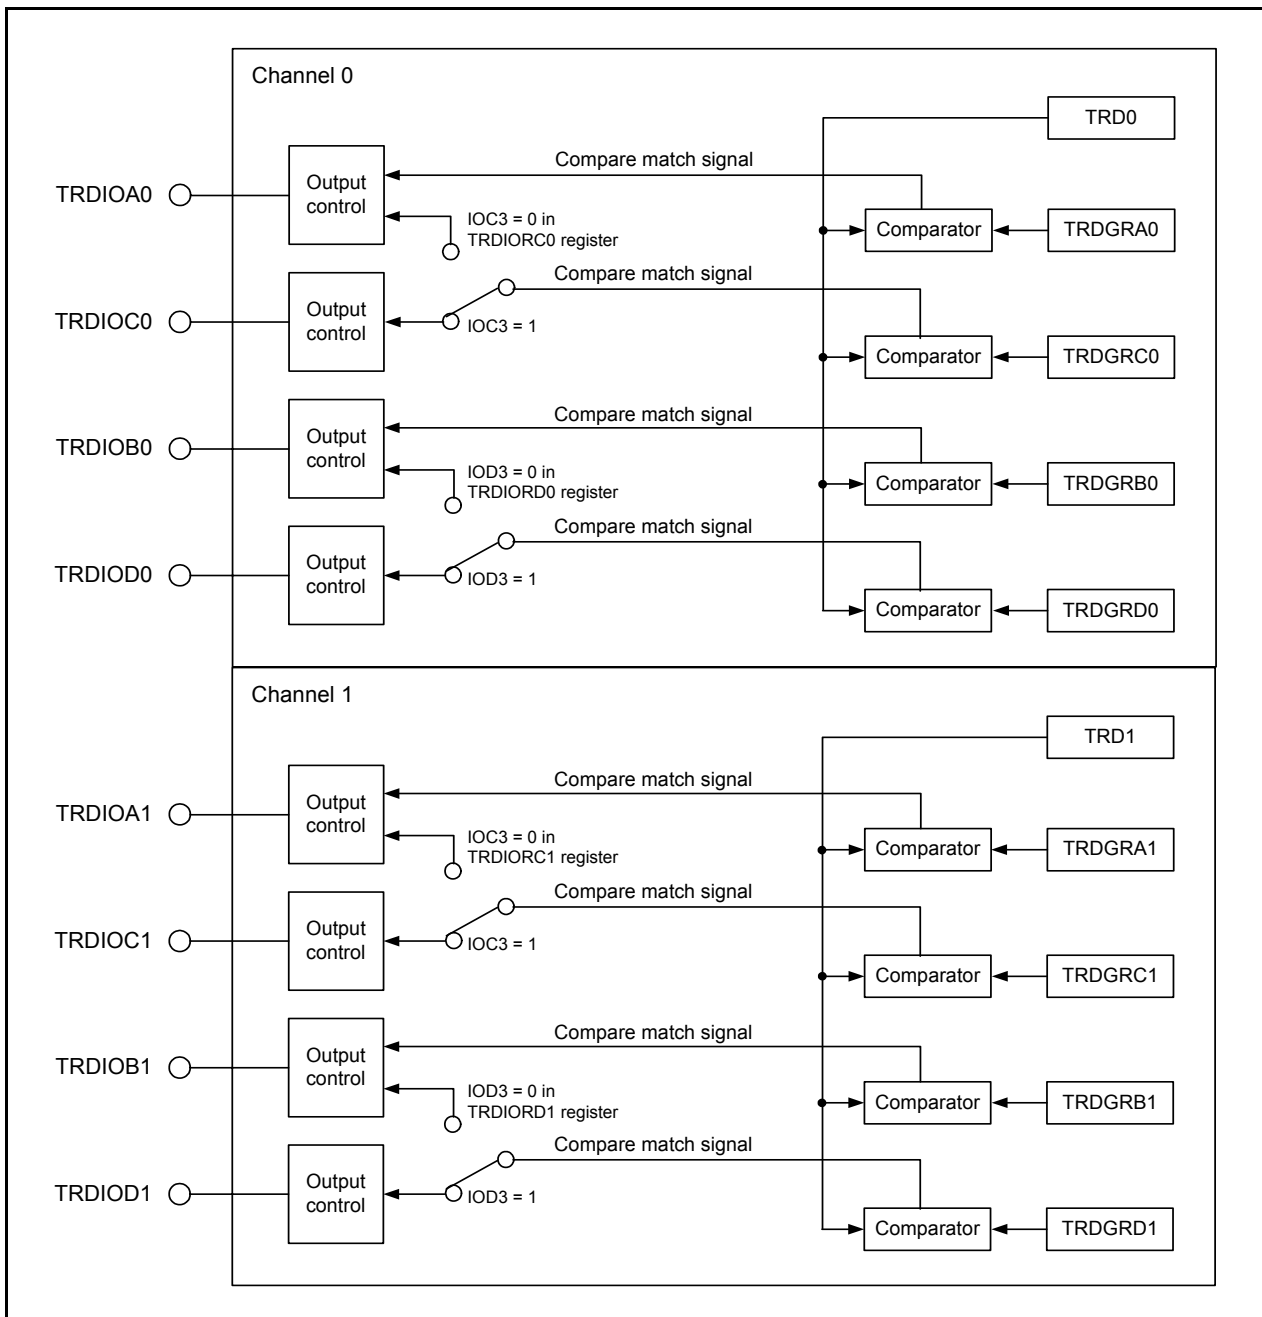 Channel 0
TRD0
Compare match signal
TRDIOA0
Output
control
IOC3 = 0 in
TRDIORC0 register
Comparator
TRDGRA0
Compare match signal
TRDIOC0
Output
control
IOC3 = 1
Comparator
TRDGRC0
Compare match signal
TRDIOB0
Output
control
IOD3 = 0 in
TRDIORD0 register
Comparator
TRDGRB0
Compare match signal
TRDIOD0
Output
control
IOD3 = 1
Comparator
TRDGRD0
Channel 1
TRD1
Compare match signal
TRDIOA1
Output
control
IOC3 = 0 in
TRDIORC1 register
Comparator
TRDGRA1
Compare match signal
TRDIOC1
Output
control
IOC3 = 1
Comparator
TRDGRC1
Compare match signal
TRDIOB1
Output
control
IOD3 = 0 in
TRDIORD1 register
Comparator
TRDGRB1
Compare match signal
TRDIOD1
Output
control
IOD3 = 1
Comparator
TRDGRD1